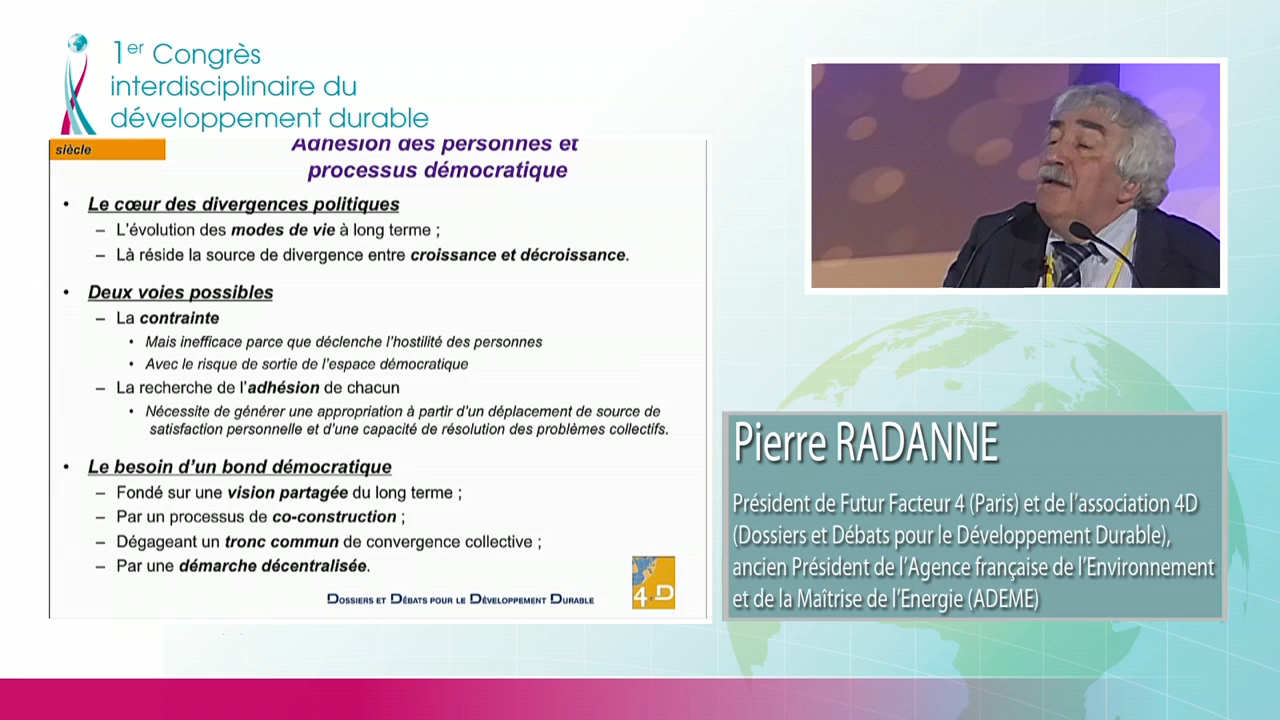 1er Congrès
interdisciplinaire du
développement durable
siècle
Adhésion des personnes et
processus démocratique
• Le cœur des divergences politiques
– L'évolution des modes de vie à long terme ;
– Là réside la source de divergence entre croissance et décroissance.
• Deux voies possibles
– La contrainte
• Mais inefficace parce que déclenche l'hostilité des personnes
• Avec le risque de sortie de l'espace démocratique
– La recherche de l'adhésion de chacun
• Nécessite de générer une appropriation à partir d'un déplacement de source de
satisfaction personnelle et d'une capacité de résolution des problèmes collectifs.
• Le besoin d'un bond démocratique
– Fondé sur une vision partagée du long terme ;
– Par un processus de co-construction ;
– Dégageant un tronc commun de convergence collective ;
– Par une démarche décentralisée.
DOSSIERS ET DÉBATS POUR LE DÉVELOPPEMENT DURABLE
4 D
Pierre RADANNE
Président de Futur Facteur 4 (Paris) et de l'association 4D
(Dossiers et Débats pour le Développement Durable),
ancien Président de l'Agence française de l'Environnement
et de la Maîtrise de l'Energie (ADEME)